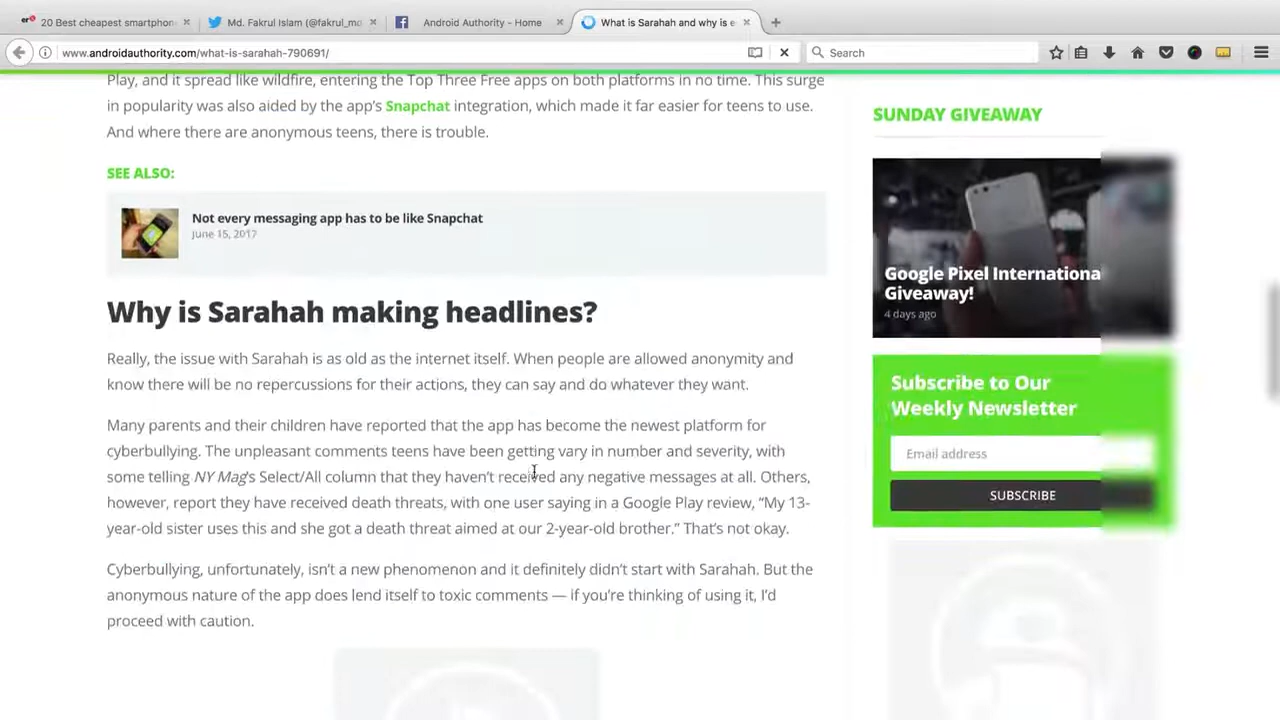 20 Best cheapest smartphon
Md. Fakrul Islam (@fakrul_mo
Android Authority - Home
What is Sarahah and why is e
www.androidauthority.com/what-is-sarahah-790691/
Search
Play, and it spread like wildfire, entering the Top Three Free apps on both platforms in no time. This surge
in popularity was also aided by the app's Snapchat integration, which made it far easier for teens to use.
And where there are anonymous teens, there is trouble.
SEE ALSO:
Not every messaging app has to be like Snapchat
June 15, 2017
Why is Sarahah making headlines?
Really, the issue with Sarahah is as old as the internet itself. When people are allowed anonymity and
know there will be no repercussions for their actions, they can say and do whatever they want.
Many parents and their children have reported that the app has become the newest platform for
cyberbullying. The unpleasant comments teens have been getting vary in number and severity, with
some telling NY Mag's Select/All column that they haven't received any negative messages at all. Others,
however, report they have received death threats, with one user saying in a Google Play review, “My 13-
year-old sister uses this and she got a death threat aimed at our 2-year-old brother.” That's not okay.
Cyberbullying, unfortunately, isn't a new phenomenon and it definitely didn't start with Sarahah. But the
anonymous nature of the app does lend itself to toxic comments — if you're thinking of using it, I'd
proceed with caution.
SUNDAY GIVEAWAY
Google Pixel Internationa
Giveaway!
4 days ago
Subscribe to Our
Weekly Newsletter
Email address
SUBSCRIBE